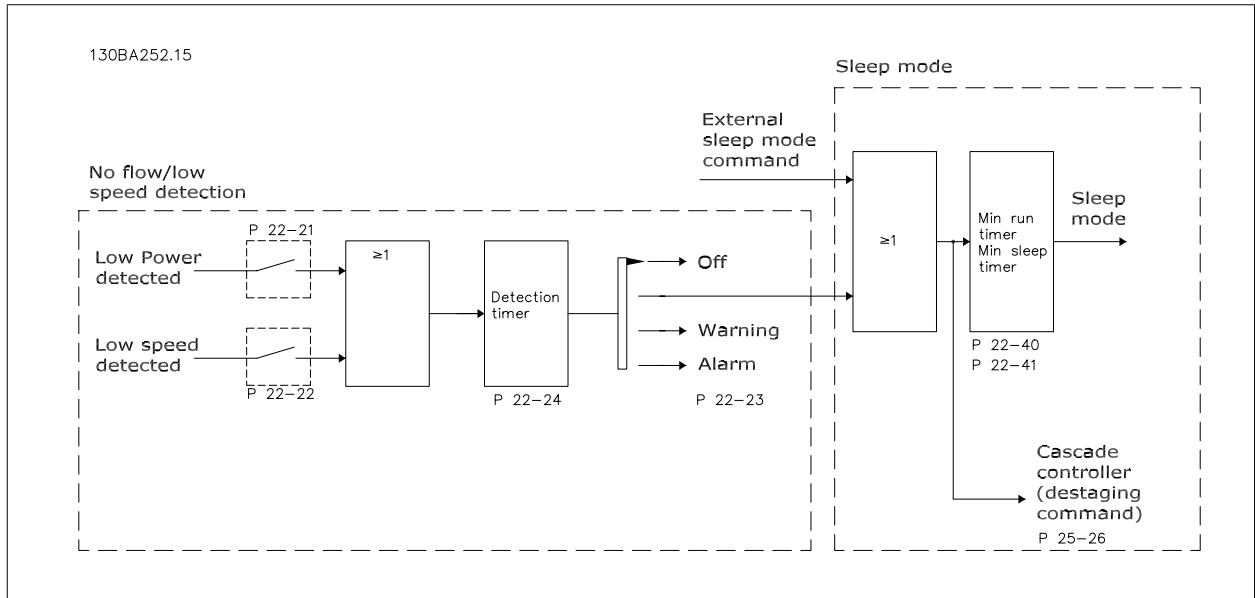 130BA252.15
Sleep mode
External
sleep mode
command
No flow/low
speed detection
P 22-21
Low Power
detected
≥1
Detection
timer
Off
Warning
Alarm
Low speed
detected
P 22-22
P 22-24
P 22-23
≥1
Min run
timer
Min sleep
timer
Sleep
mode
P 22-40
P 22-41
Cascade
controller
(destaging
command)
P 25-26